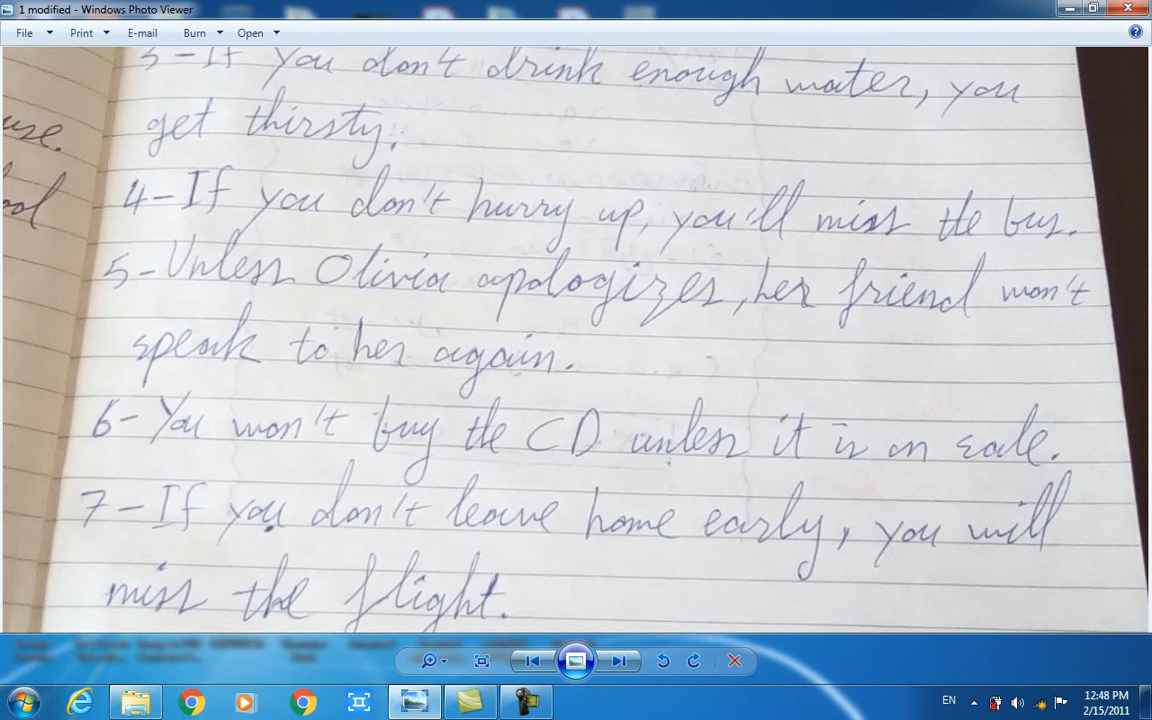 1 modified - Windows Photo Viewer
File Print E-mail Burn Open
3-If you don't drink enough water, you
get thirsty.
use.
4-If you don't hurry up, you'll miss the bus.
ool
5-Unless Olivia apologizes, her friend won't
speak to her again.
6-You won't buy the CD unless it is on sale.
7-If you don't leave home early, you will
miss the flight.
EN
12:48 PM
2/15/2011